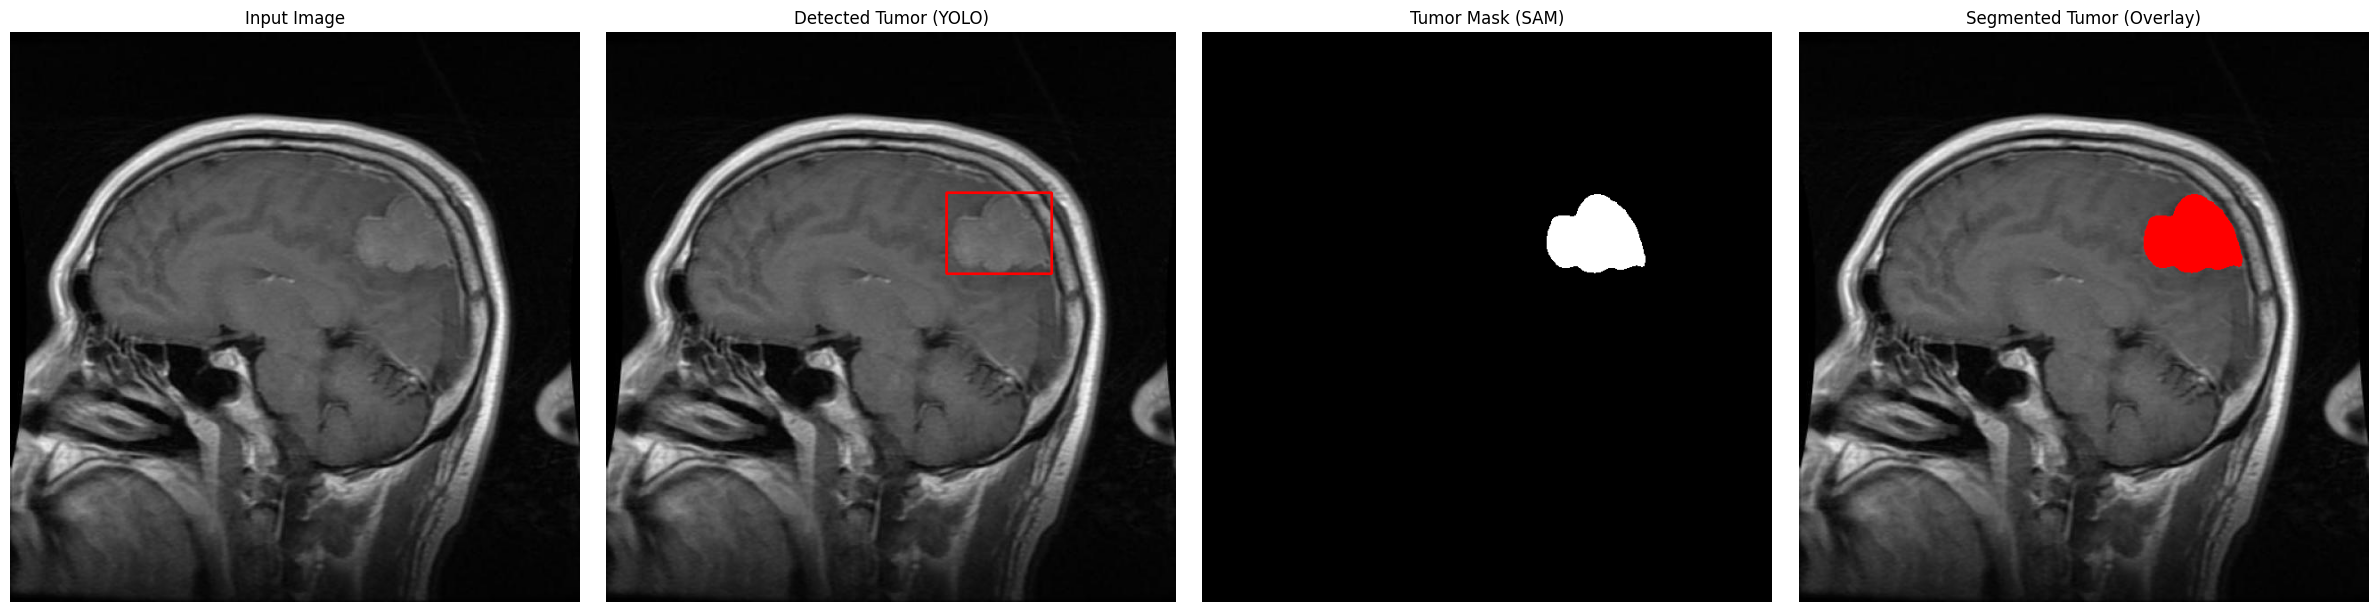 Input Image
Detected Tumor (YOLO)
Tumor Mask (SAM)
Segmented Tumor (Overlay)